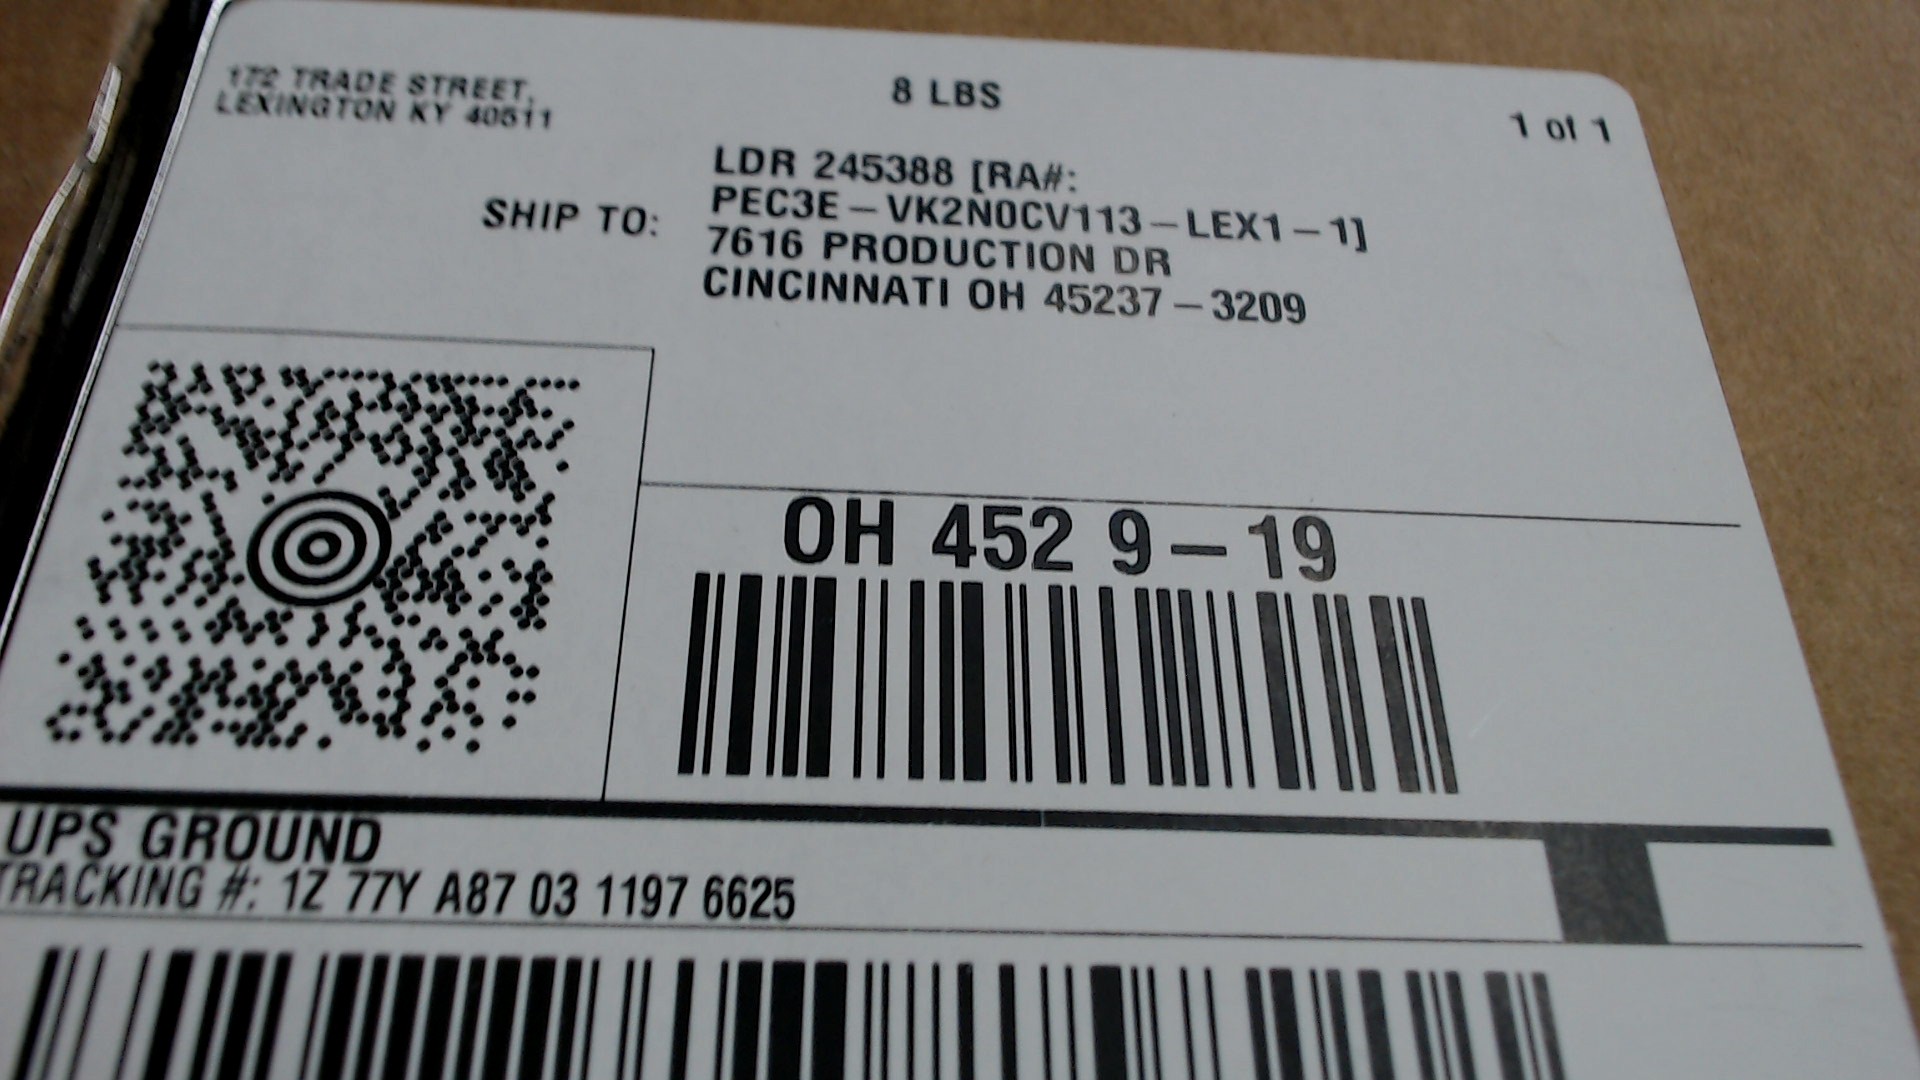 172 TRADE STREET,
LEXINGTON KY 40511
8 LBS
1 of 1
SHIP TO:
LDR 245388 [RA#:
PEC3E-VK2N0CV113-LEX1-1]
7616 PRODUCTION DR
CINCINNATI OH 45237-3209
OH 452 9-19
UPS GROUND
TRACKING #: 1Z 77Y A87 03 1197 6625